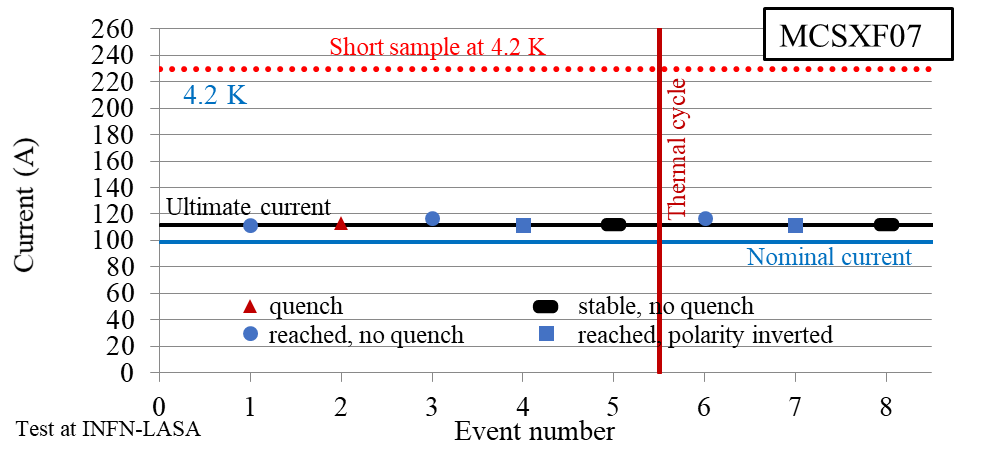 MCSXF07
260
240
220
200
180
160
140
120
100
80
60
40
20
0
Current (A)
Short sample at 4.2 K
4.2 K
Thermal cycle
Ultimate current
Nominal current
quench
stable, no quench
reached, no quench
reached, polarity inverted
0 1 2 3 4 5 6 7 8
Event number
Test at INFN-LASA